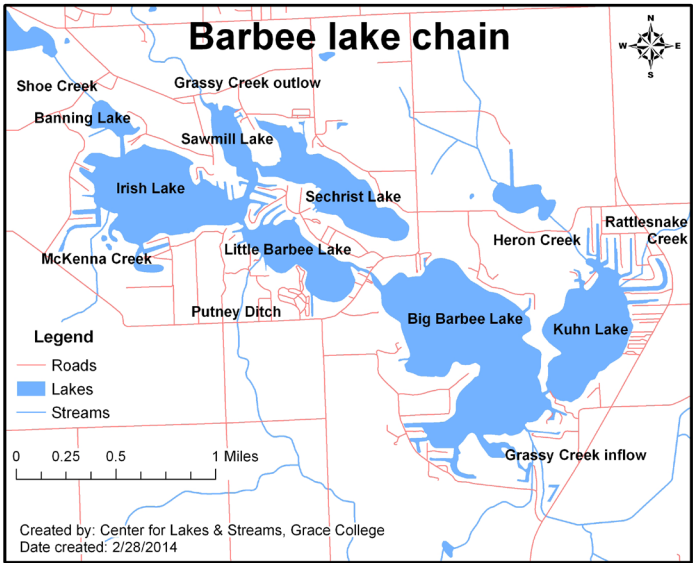 Barbee lake chain
N
W E
S
Shoe Creek
Grassy Creek outlow
Banning Lake
Sawmill Lake
Irish Lake
Sechrist Lake
Rattlesnake
Creek
Heron Creek
McKenna Creek
Little Barbee Lake
Putney Ditch
Big Barbee Lake
Kuhn Lake
Legend
Roads
Lakes
Streams
0 0.25 0.5 1 Miles
Grassy Creek inflow
Created by: Center for Lakes & Streams, Grace College
Date created: 2/28/2014